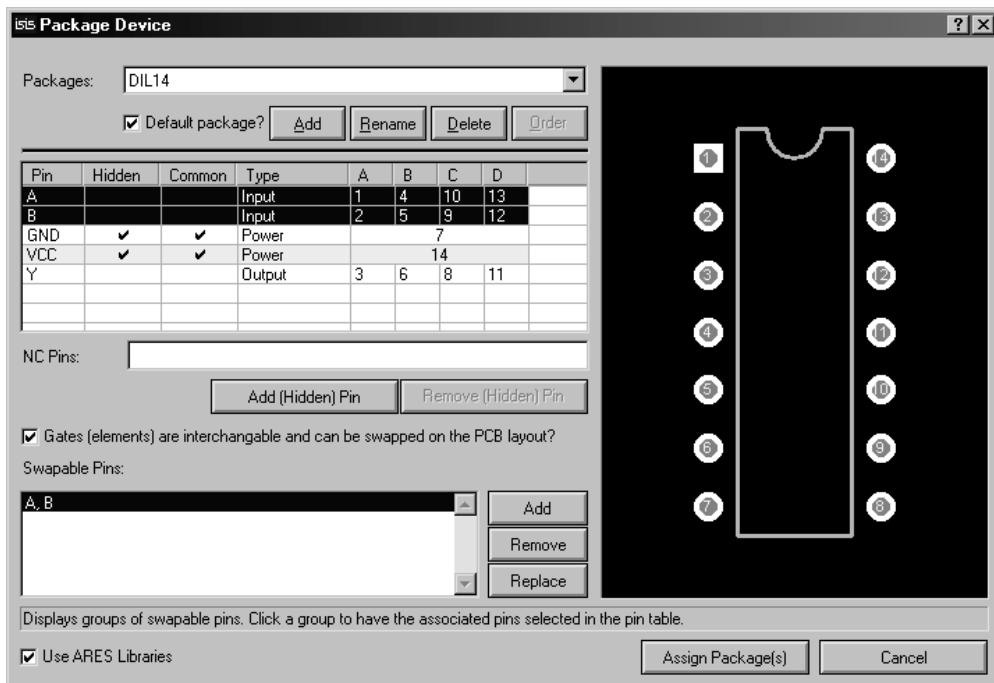 isis Package Device
Packages: DIL14
Default package? Add Rename Delete Order
Pin Hidden Common Type A B C D
A Input 1 4 10 13
B Input 2 5 9 12
GND ✔ ✔ Power 7
VCC ✔ ✔ Power 14
Y Output 3 6 8 11
NC Pins:
Add (Hidden) Pin Remove (Hidden) Pin
Gates (elements) are interchangable and can be swapped on the PCB layout?
Swapable Pins:
A, B
Add
Remove
Replace
1 14
2 13
3 12
4 11
5 10
6 9
7 8
Displays groups of swapable pins. Click a group to have the associated pins selected in the pin table.
Use ARES Libraries Assign Package(s) Cancel